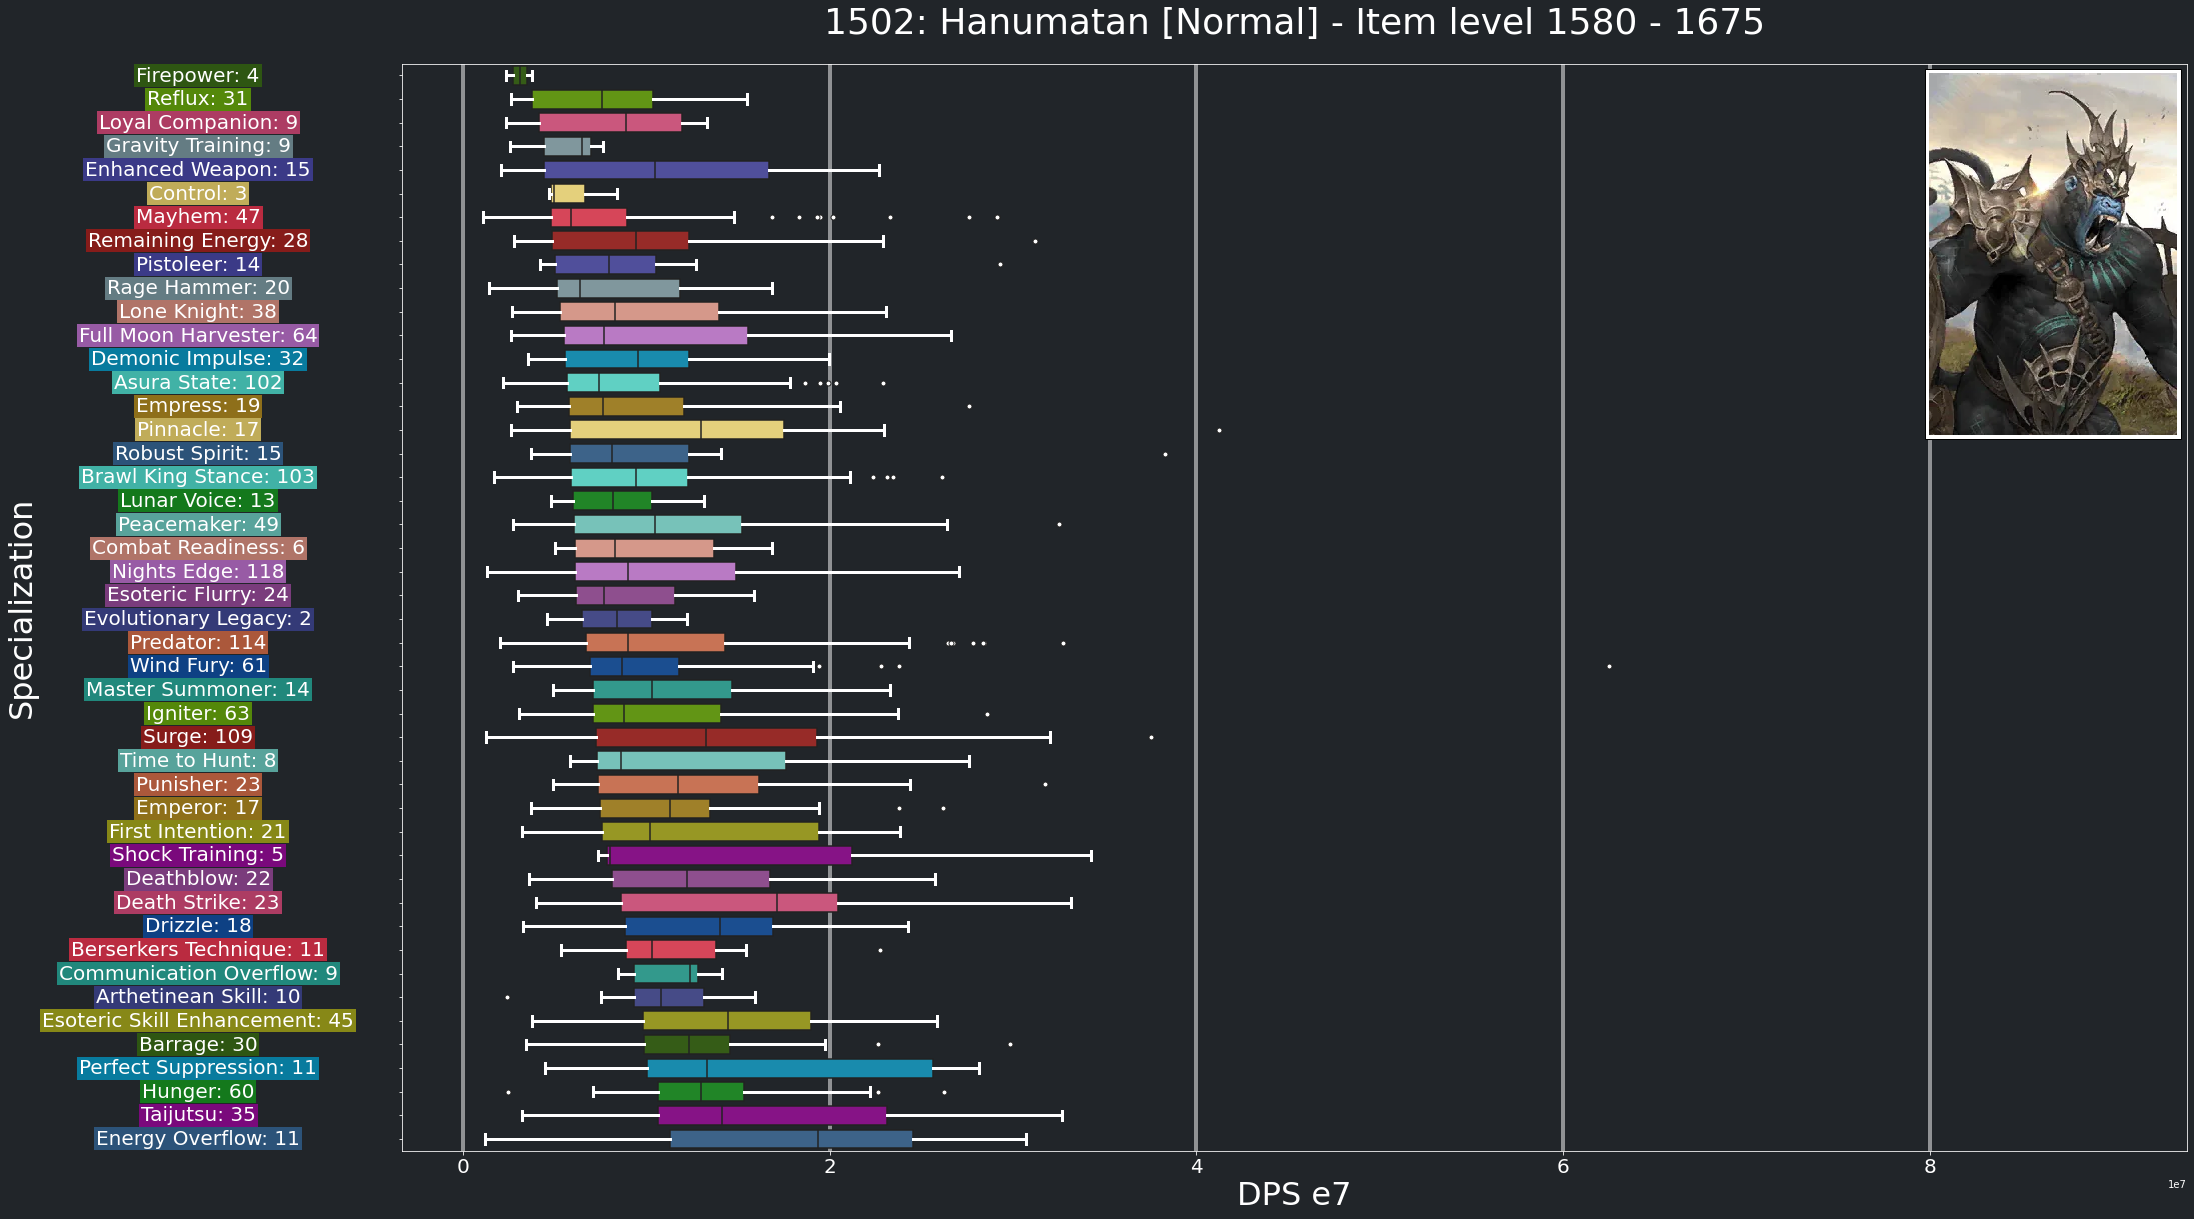 1502: Hanumatan [Normal] - Item level 1580 - 1675
Firepower: 4
Reflux: 31
Loyal Companion: 9
Gravity Training: 9
Enhanced Weapon: 15
Control: 3
Mayhem: 47
Remaining Energy: 28
Pistoleer: 14
Rage Hammer: 20
Lone Knight: 38
Full Moon Harvester: 64
Demonic Impulse: 32
Asura State: 102
Empress: 19
Pinnacle: 17
Robust Spirit: 15
Brawl King Stance: 103
Lunar Voice: 13
Peacemaker: 49
Combat Readiness: 6
Nights Edge: 118
Esoteric Flurry: 24
Evolutionary Legacy: 2
Predator: 114
Wind Fury: 61
Master Summoner: 14
Igniter: 63
Surge: 109
Time to Hunt: 8
Punisher: 23
Emperor: 17
First Intention: 21
Shock Training: 5
Deathblow: 22
Death Strike: 23
Drizzle: 18
Berserkers Technique: 11
Communication Overflow: 9
Arthetinean Skill: 10
Esoteric Skill Enhancement: 45
Barrage: 30
Perfect Suppression: 11
Hunger: 60
Taijutsu: 35
Energy Overflow: 11
Specialization
0 2 4 6 8
DPS e7
1e7